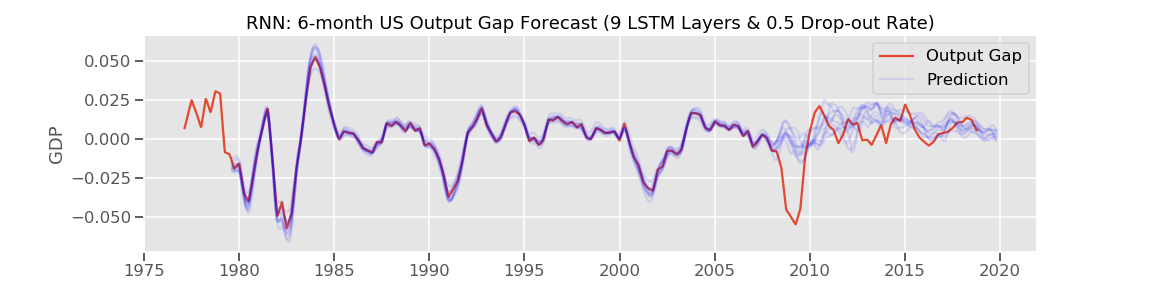 RNN: 6-month US Output Gap Forecast (9 LSTM Layers & 0.5 Drop-out Rate)
0.050
0.025
0.000
−0.025
−0.050
GDP
Output Gap
Prediction
1975 1980 1985 1990 1995 2000 2005 2010 2015 2020